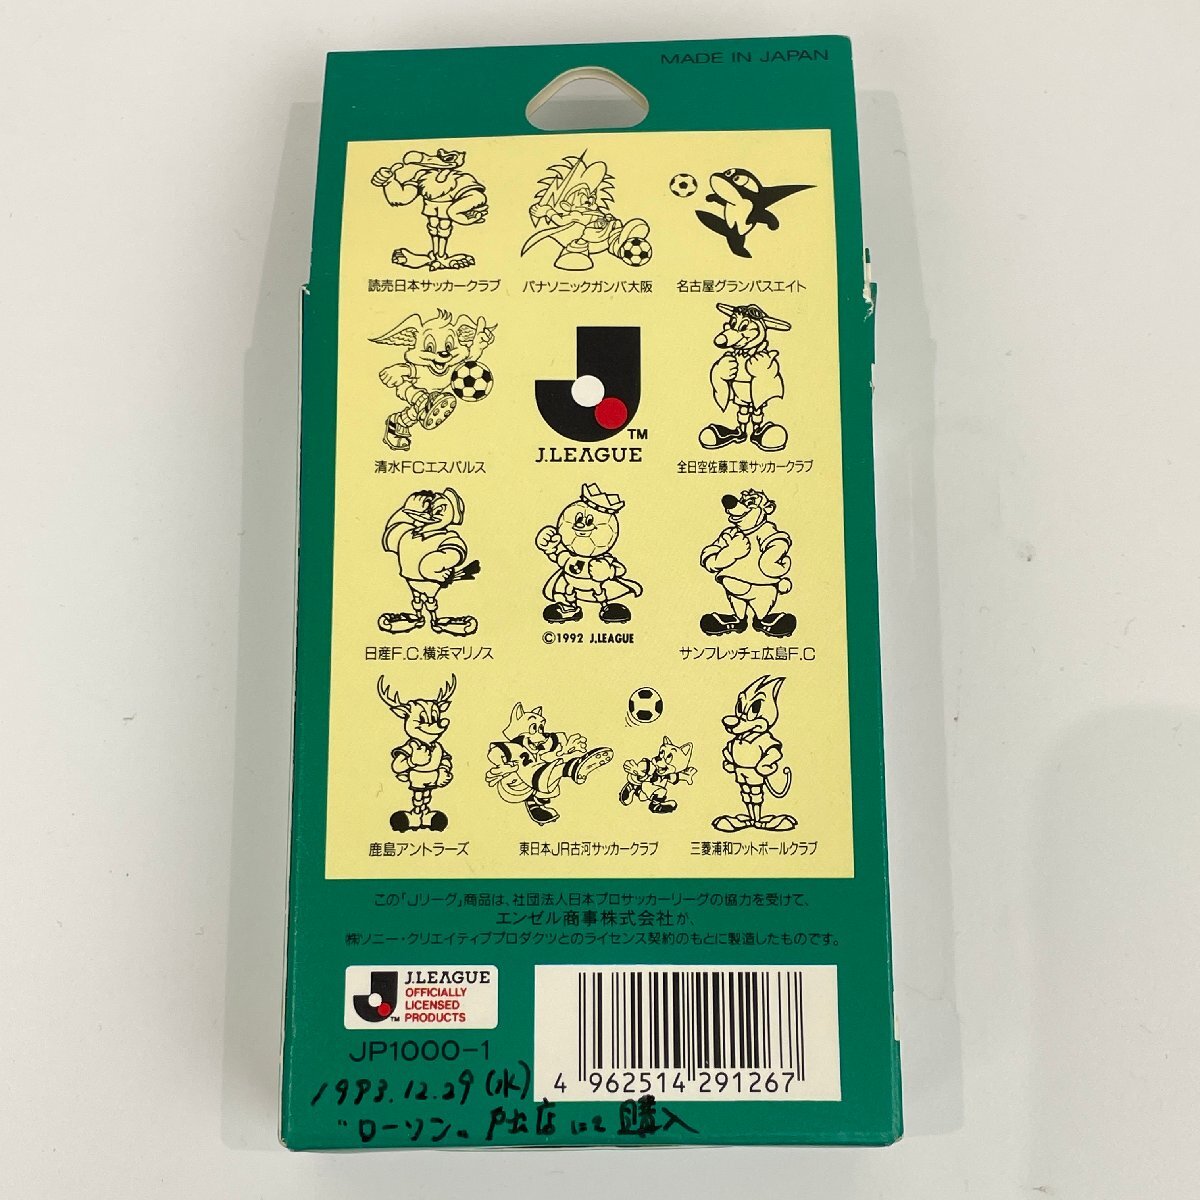 MADE IN JAPAN
読売日本サッカークラブ
パナソニックガンバ大阪
名古屋グランパスエイト
清水FCエスパルス
TM
J.LEAGUE
全日空佐藤工業サッカークラブ
日産F.C.横浜マリノス
©1992 J.LEAGUE
サンフレッチェ広島F.C
2
鹿島アントラーズ
東日本JR古河サッカークラブ
三菱浦和フットボールクラブ
この「Jリーグ」商品は、社団法人日本プロサッカーリーグの協力を受けて、
エンゼル商事株式会社が、
㈱ソニー・クリエイティブプロダクツとのライセンス契約のもとに製造したものです。
J.LEAGUE
OFFICIALLY
LICENSED
PRODUCTS
TM
JP1000-1
4 962514 291267
1993.12.29(水)
"ローソン" 戸出店にて購入